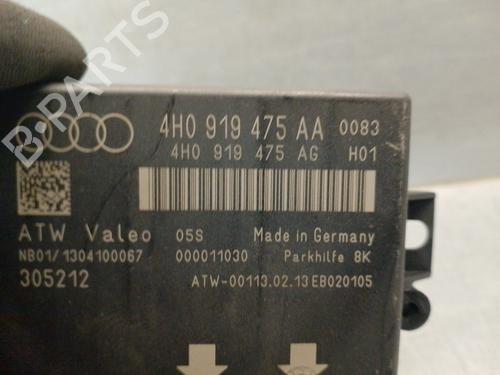 B-PARTS
4H0 919 475 AA 0083
4H0 919 475 AG H01
ATW Valeo 05S Made in Germany
NB01/1304100067 000011030 Parkhilfe 8K
305212 ATW-00113.02.13EB020105